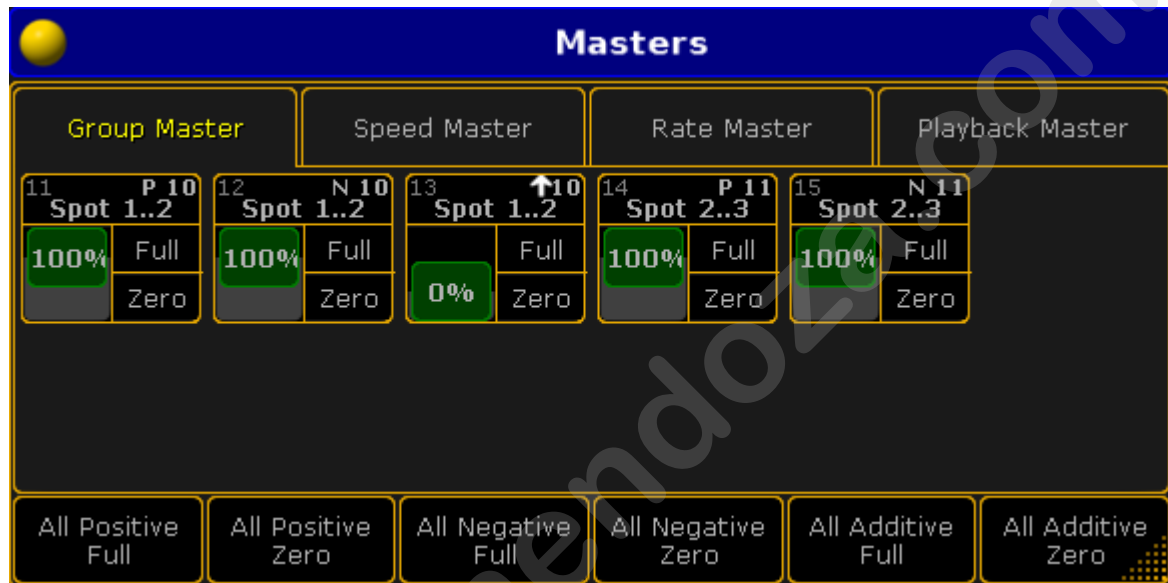 Masters
Group Master
Speed Master
Rate Master
Playback Master
11 P 10
Spot 1..2
100% Full
Zero
12 N 10
Spot 1..2
100% Full
Zero
13 10
Spot 1..2
Full
0% Zero
14 P 11
Spot 2..3
100% Full
Zero
15 N 11
Spot 2..3
100% Full
Zero
All Positive
Full
All Positive
Zero
All Negative
Full
All Negative
Zero
All Additive
Full
All Additive
Zero
endoza.com